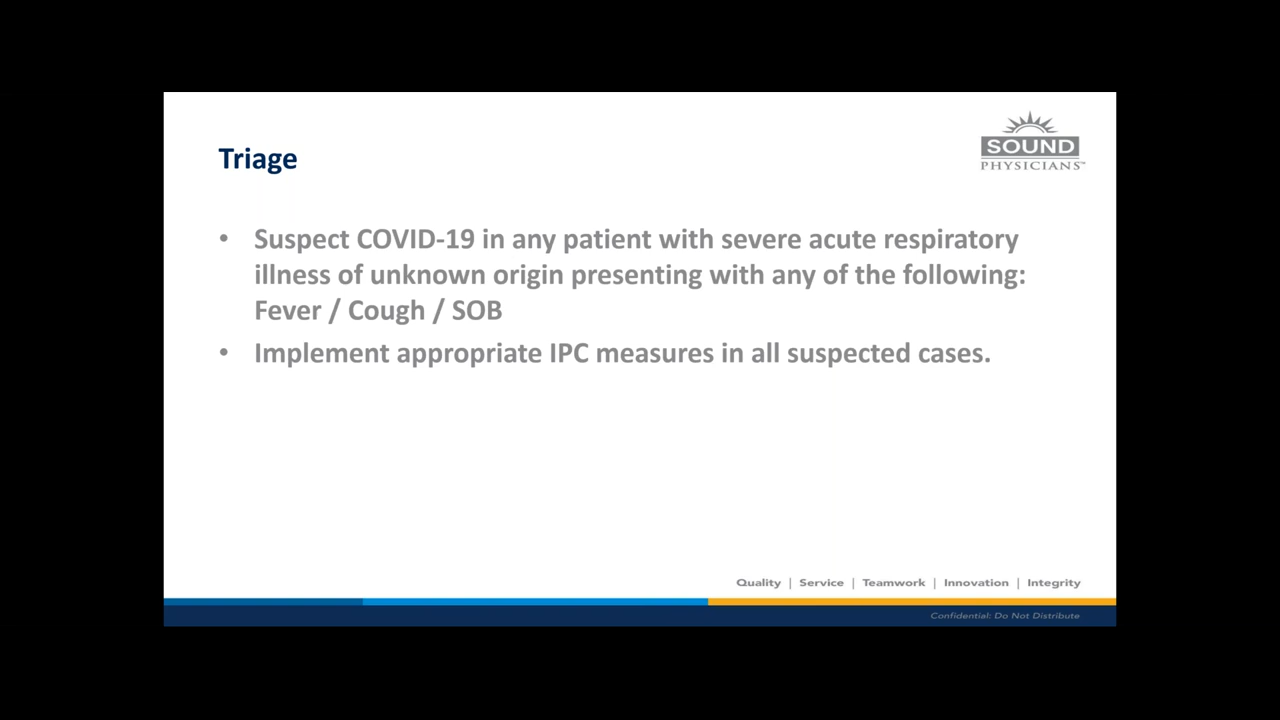 SOUND
PHYSICIANS™
Triage
• Suspect COVID-19 in any patient with severe acute respiratory
illness of unknown origin presenting with any of the following:
Fever / Cough / SOB
• Implement appropriate IPC measures in all suspected cases.
Quality | Service | Teamwork | Innovation | Integrity
Confidential: Do Not Distribute